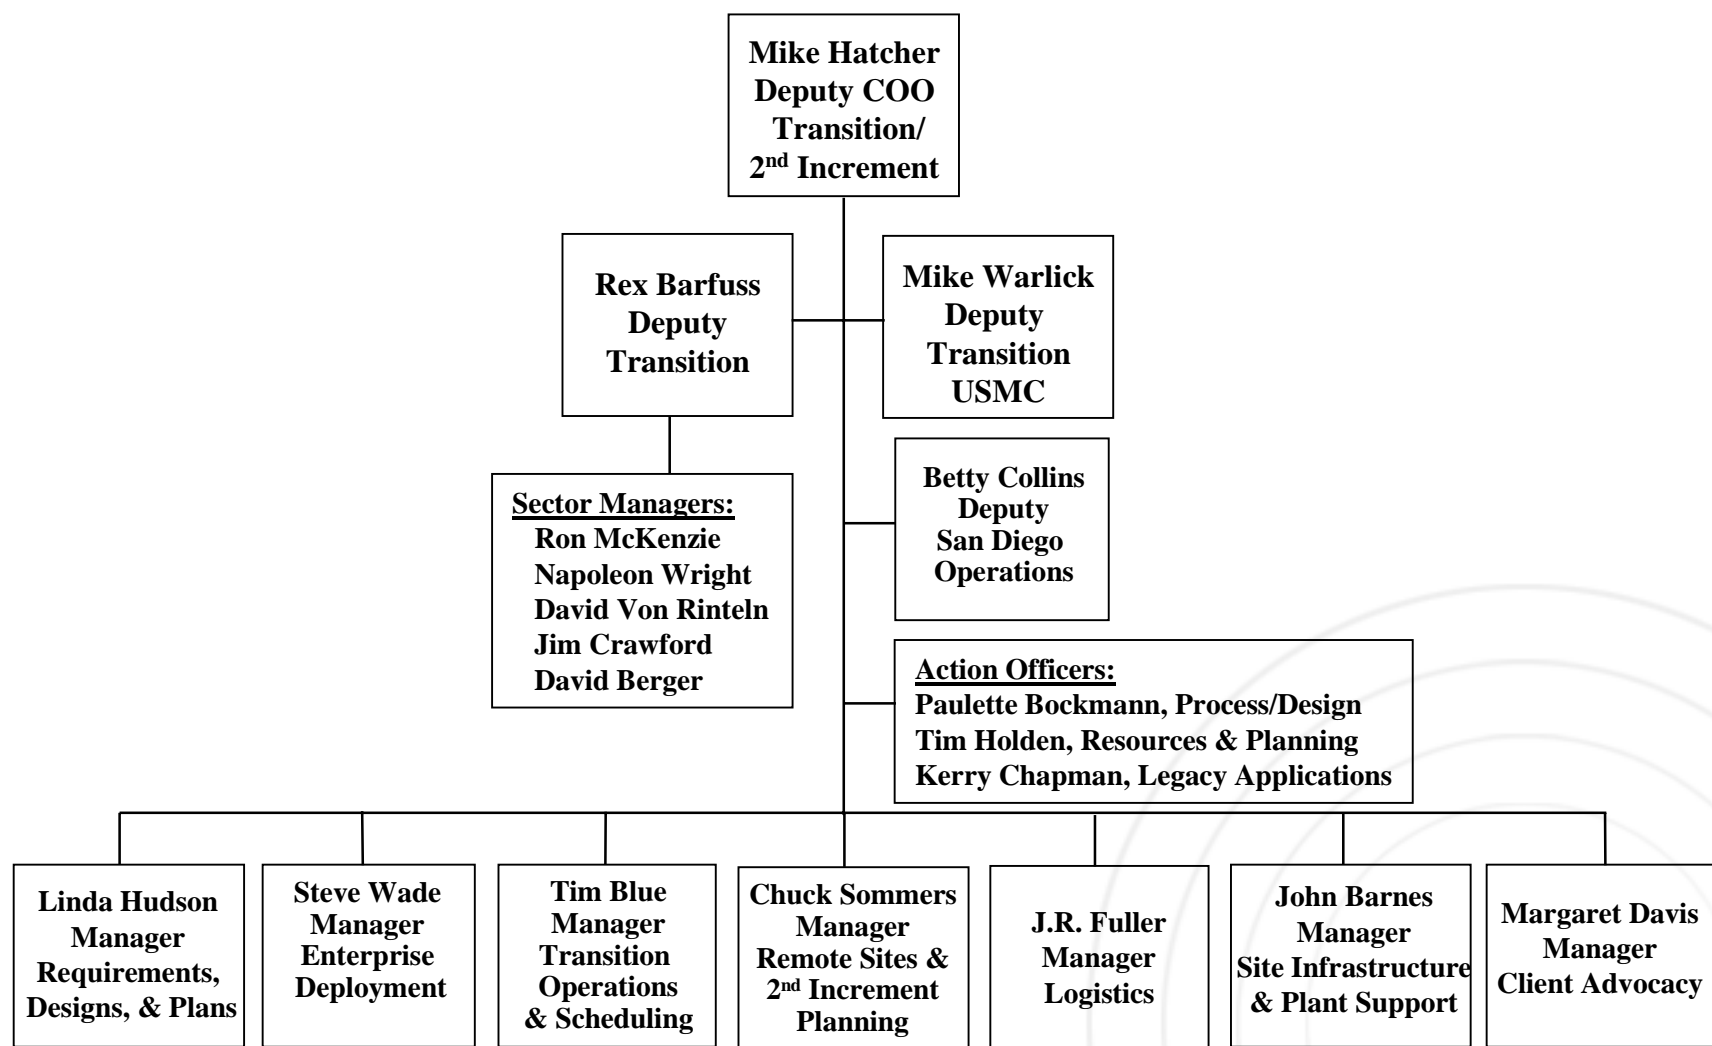 Mike Hatcher
Deputy COO
Transition/
2nd Increment
Rex Barfuss
Deputy
Transition
Mike Warlick
Deputy
Transition
USMC
Betty Collins
Deputy
San Diego
Operations
Sector Managers:
Ron McKenzie
Napoleon Wright
David Von Rinteln
Jim Crawford
David Berger
Action Officers:
Paulette Bockmann, Process/Design
Tim Holden, Resources & Planning
Kerry Chapman, Legacy Applications
Linda Hudson
Manager
Requirements,
Designs, & Plans
Steve Wade
Manager
Enterprise
Deployment
Tim Blue
Manager
Transition
Operations
& Scheduling
Chuck Sommers
Manager
Remote Sites &
2nd Increment
Planning
J.R. Fuller
Manager
Logistics
John Barnes
Manager
Site Infrastructure
& Plant Support
Margaret Davis
Manager
Client Advocacy